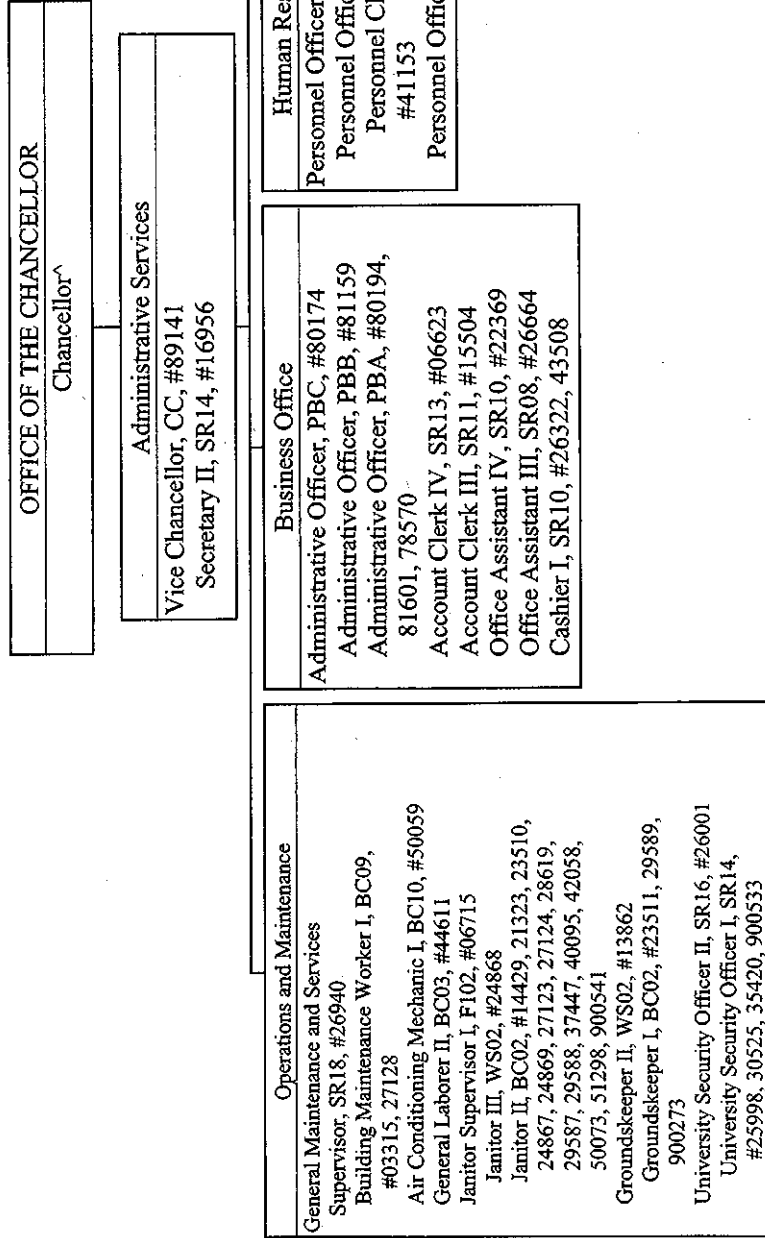 OFFICE OF THE CHANCELLOR
Chancellor^
Administrative Services
Vice Chancellor, CC, #89141
Secretary II, SR14, #16956
Operations and Maintenance
General Maintenance and Services
Supervisor, SR18, #26940
Building Maintenance Worker I, BC09,
#03315, 27128
Air Conditioning Mechanic I, BC10, #50059
General Laborer II, BC03, #44611
Janitor Supervisor I, F102, #06715
Janitor III, WS02, #24868
Janitor II, BC02, #14429, 21323, 23510,
24867, 24869, 27123, 27124, 28619,
29587, 29588, 37447, 40095, 42058,
50073, 51298, 900541
Groundskeeper II, WS02, #13862
Groundskeeper I, BC02, #23511, 29589,
900273
University Security Officer II, SR16, #26001
University Security Officer I, SR14,
#25998, 30525, 35420, 900533
Business Office
Administrative Officer, PBC, #80174
Administrative Officer, PBB, #81159
Administrative Officer, PBA, #80194,
81601, 78570
Account Clerk IV, SR13, #06623
Account Clerk III, SR11, #15504
Office Assistant IV, SR10, #22369
Office Assistant III, SR08, #26664
Cashier I, SR10, #26322, 43508
Human
Personnel Officer
Personnel
Personnel
#41153
Personnel